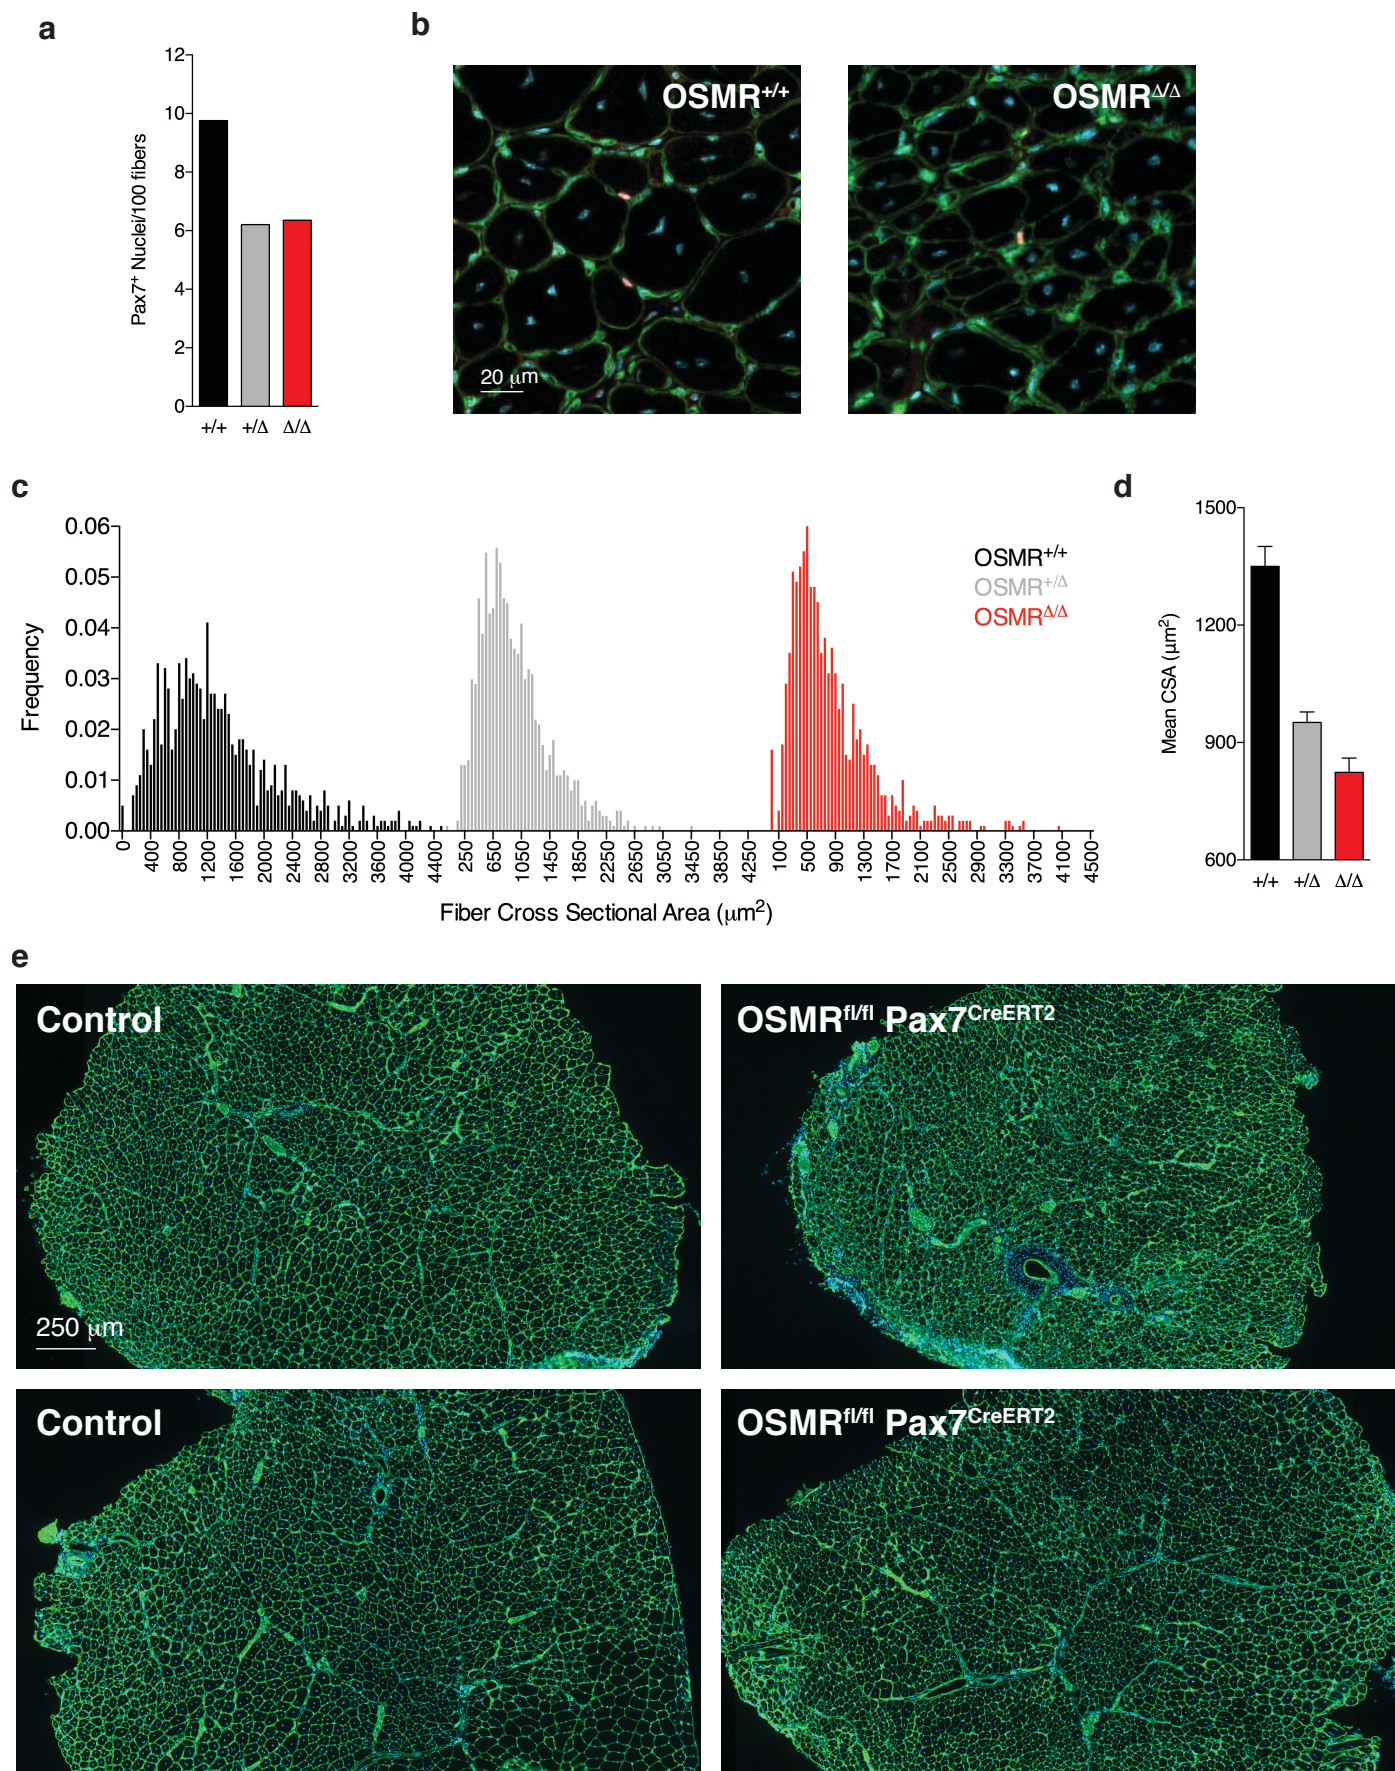 a
12
10
8
6
4
2
0
Pax7⁺ Nuclei/100 fibers
+/+ +/Δ Δ/Δ
b
OSMR⁺/⁺
20 μm
OSMRΔ/Δ
c
0.06
0.05
0.04
0.03
0.02
0.01
0.00
Frequency
OSMR+/+
OSMR+/Δ
OSMRΔ/Δ
0 400 800 1200 1600 2000 2400 2800 3200 3600 4000 4400 250 650 1050 1450 1850 2250 2650 3050 3450 3850 4250 100 500 900 1300 1700 2100 2500 2900 3300 3700 4100 4500
Fiber Cross Sectional Area (μm²)
d
1500
1200
900
600
Mean CSA (μm²)
+/+ +/Δ Δ/Δ
e
Control
250 μm
OSMRfl/fl Pax7CreERT2
Control
OSMRfl/fl Pax7CreERT2